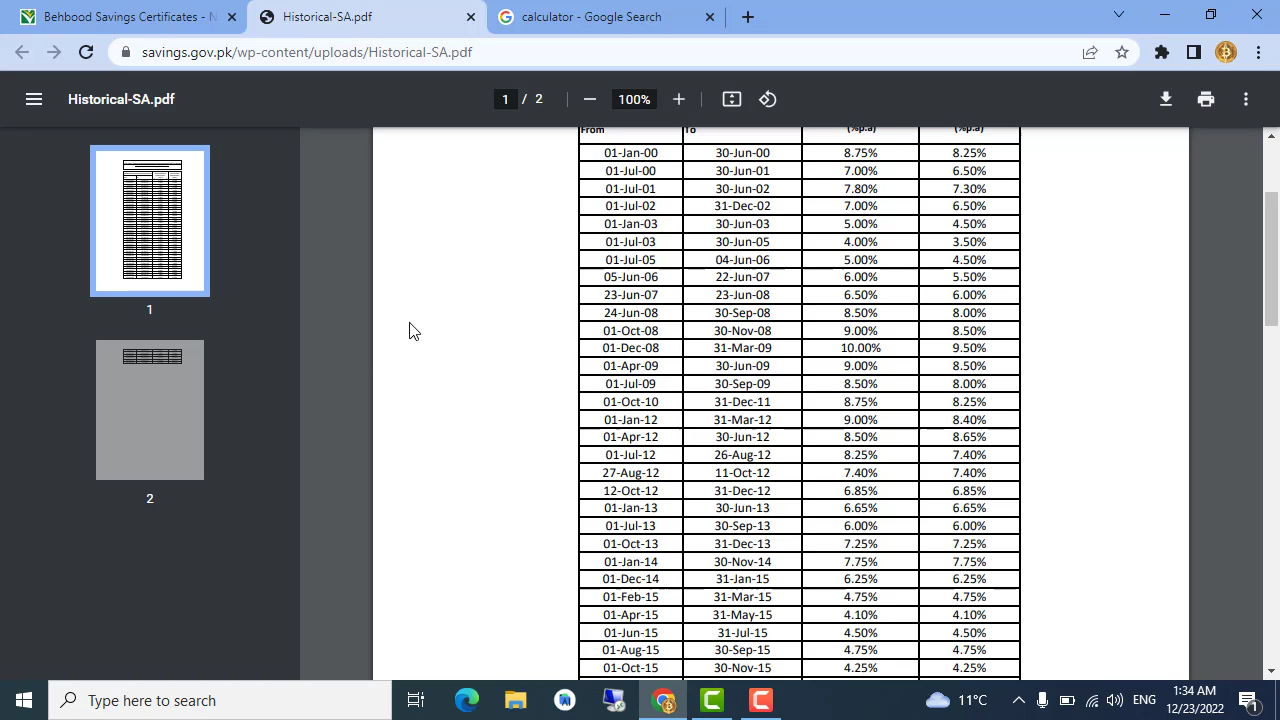 Behbood Savings Certificates - N
Historical-SA.pdf
calculator - Google Search
savings.gov.pk/wp-content/uploads/Historical-SA.pdf
Historical-SA.pdf
1 / 2
100%
From To (%p.a) (%p.a)
01-Jan-00 30-Jun-00 8.75% 8.25%
01-Jul-00 30-Jun-01 7.00% 6.50%
01-Jul-01 30-Jun-02 7.80% 7.30%
01-Jul-02 31-Dec-02 7.00% 6.50%
01-Jan-03 30-Jun-03 5.00% 4.50%
01-Jul-03 30-Jun-05 4.00% 3.50%
01-Jul-05 04-Jun-06 5.00% 4.50%
05-Jun-06 22-Jun-07 6.00% 5.50%
23-Jun-07 23-Jun-08 6.50% 6.00%
24-Jun-08 30-Sep-08 8.50% 8.00%
01-Oct-08 30-Nov-08 9.00% 8.50%
01-Dec-08 31-Mar-09 10.00% 9.50%
01-Apr-09 30-Jun-09 9.00% 8.50%
01-Jul-09 30-Sep-09 8.50% 8.00%
01-Oct-10 31-Dec-11 8.75% 8.25%
01-Jan-12 31-Mar-12 9.00% 8.40%
01-Apr-12 30-Jun-12 8.50% 8.65%
01-Jul-12 26-Aug-12 8.25% 7.40%
27-Aug-12 11-Oct-12 7.40% 7.40%
12-Oct-12 31-Dec-12 6.85% 6.85%
01-Jan-13 30-Jun-13 6.65% 6.65%
01-Jul-13 30-Sep-13 6.00% 6.00%
01-Oct-13 31-Dec-13 7.25% 7.25%
01-Jan-14 30-Nov-14 7.75% 7.75%
01-Dec-14 31-Jan-15 6.25% 6.25%
01-Feb-15 31-Mar-15 4.75% 4.75%
01-Apr-15 31-May-15 4.10% 4.10%
01-Jun-15 31-Jul-15 4.50% 4.50%
01-Aug-15 30-Sep-15 4.75% 4.75%
01-Oct-15 30-Nov-15 4.25% 4.25%
1
2
Type here to search
11°C
ENG
1:34 AM
12/23/2022
1